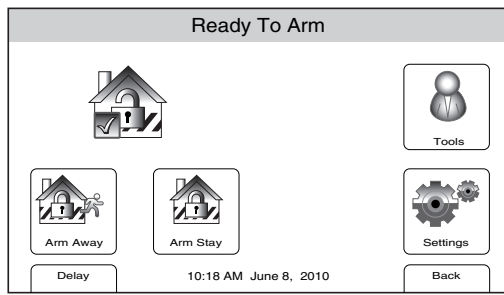 Ready To Arm
Tools
Arm Away
Arm Stay
Settings
Delay
10:18 AM June 8, 2010
Back